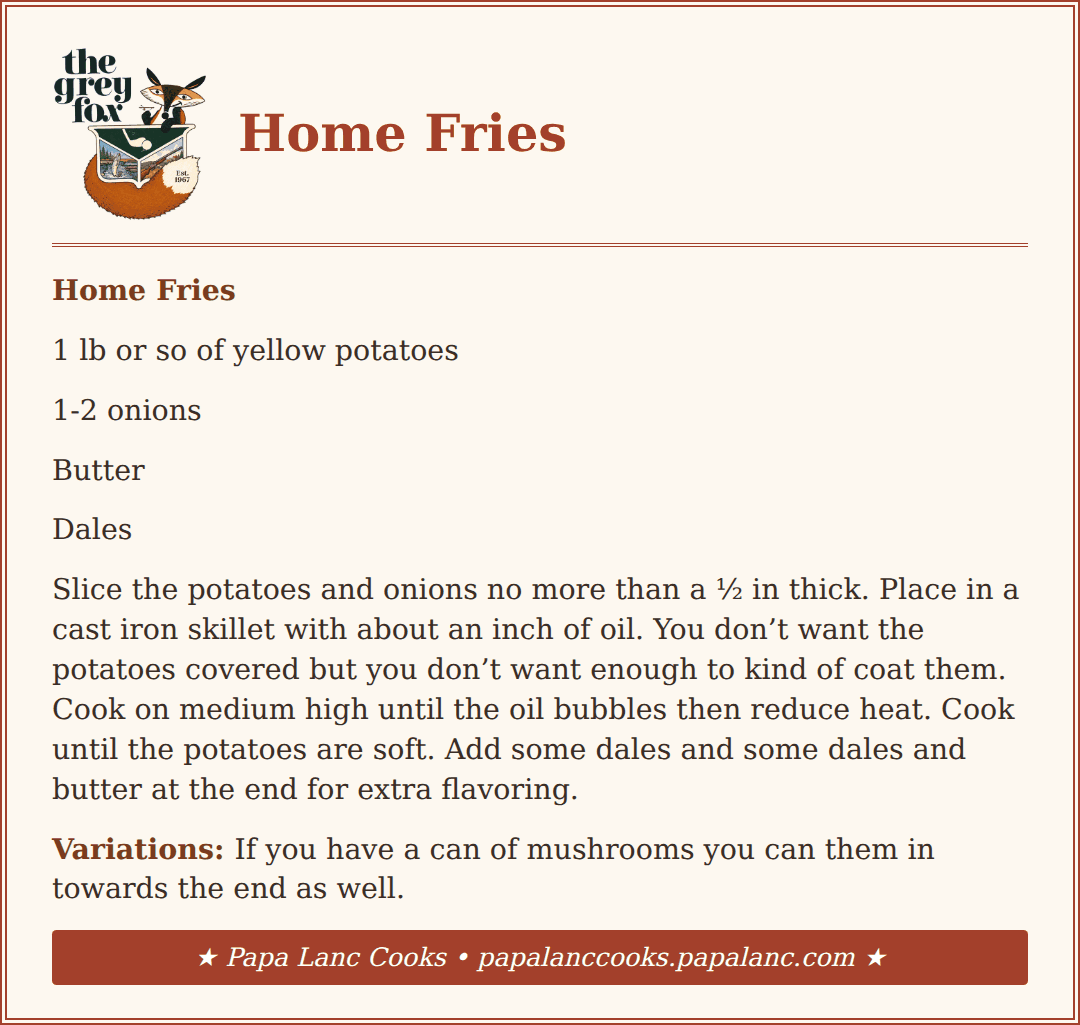 the
grey
fox
Est.
1967
Home Fries
Home Fries
1 lb or so of yellow potatoes
1-2 onions
Butter
Dales
Slice the potatoes and onions no more than a ½ in thick. Place in a
cast iron skillet with about an inch of oil. You don’t want the
potatoes covered but you don’t want enough to kind of coat them.
Cook on medium high until the oil bubbles then reduce heat. Cook
until the potatoes are soft. Add some dales and some dales and
butter at the end for extra flavoring.
Variations: If you have a can of mushrooms you can them in
towards the end as well.
★ Papa Lanc Cooks • papalanccooks.papalanc.com ★